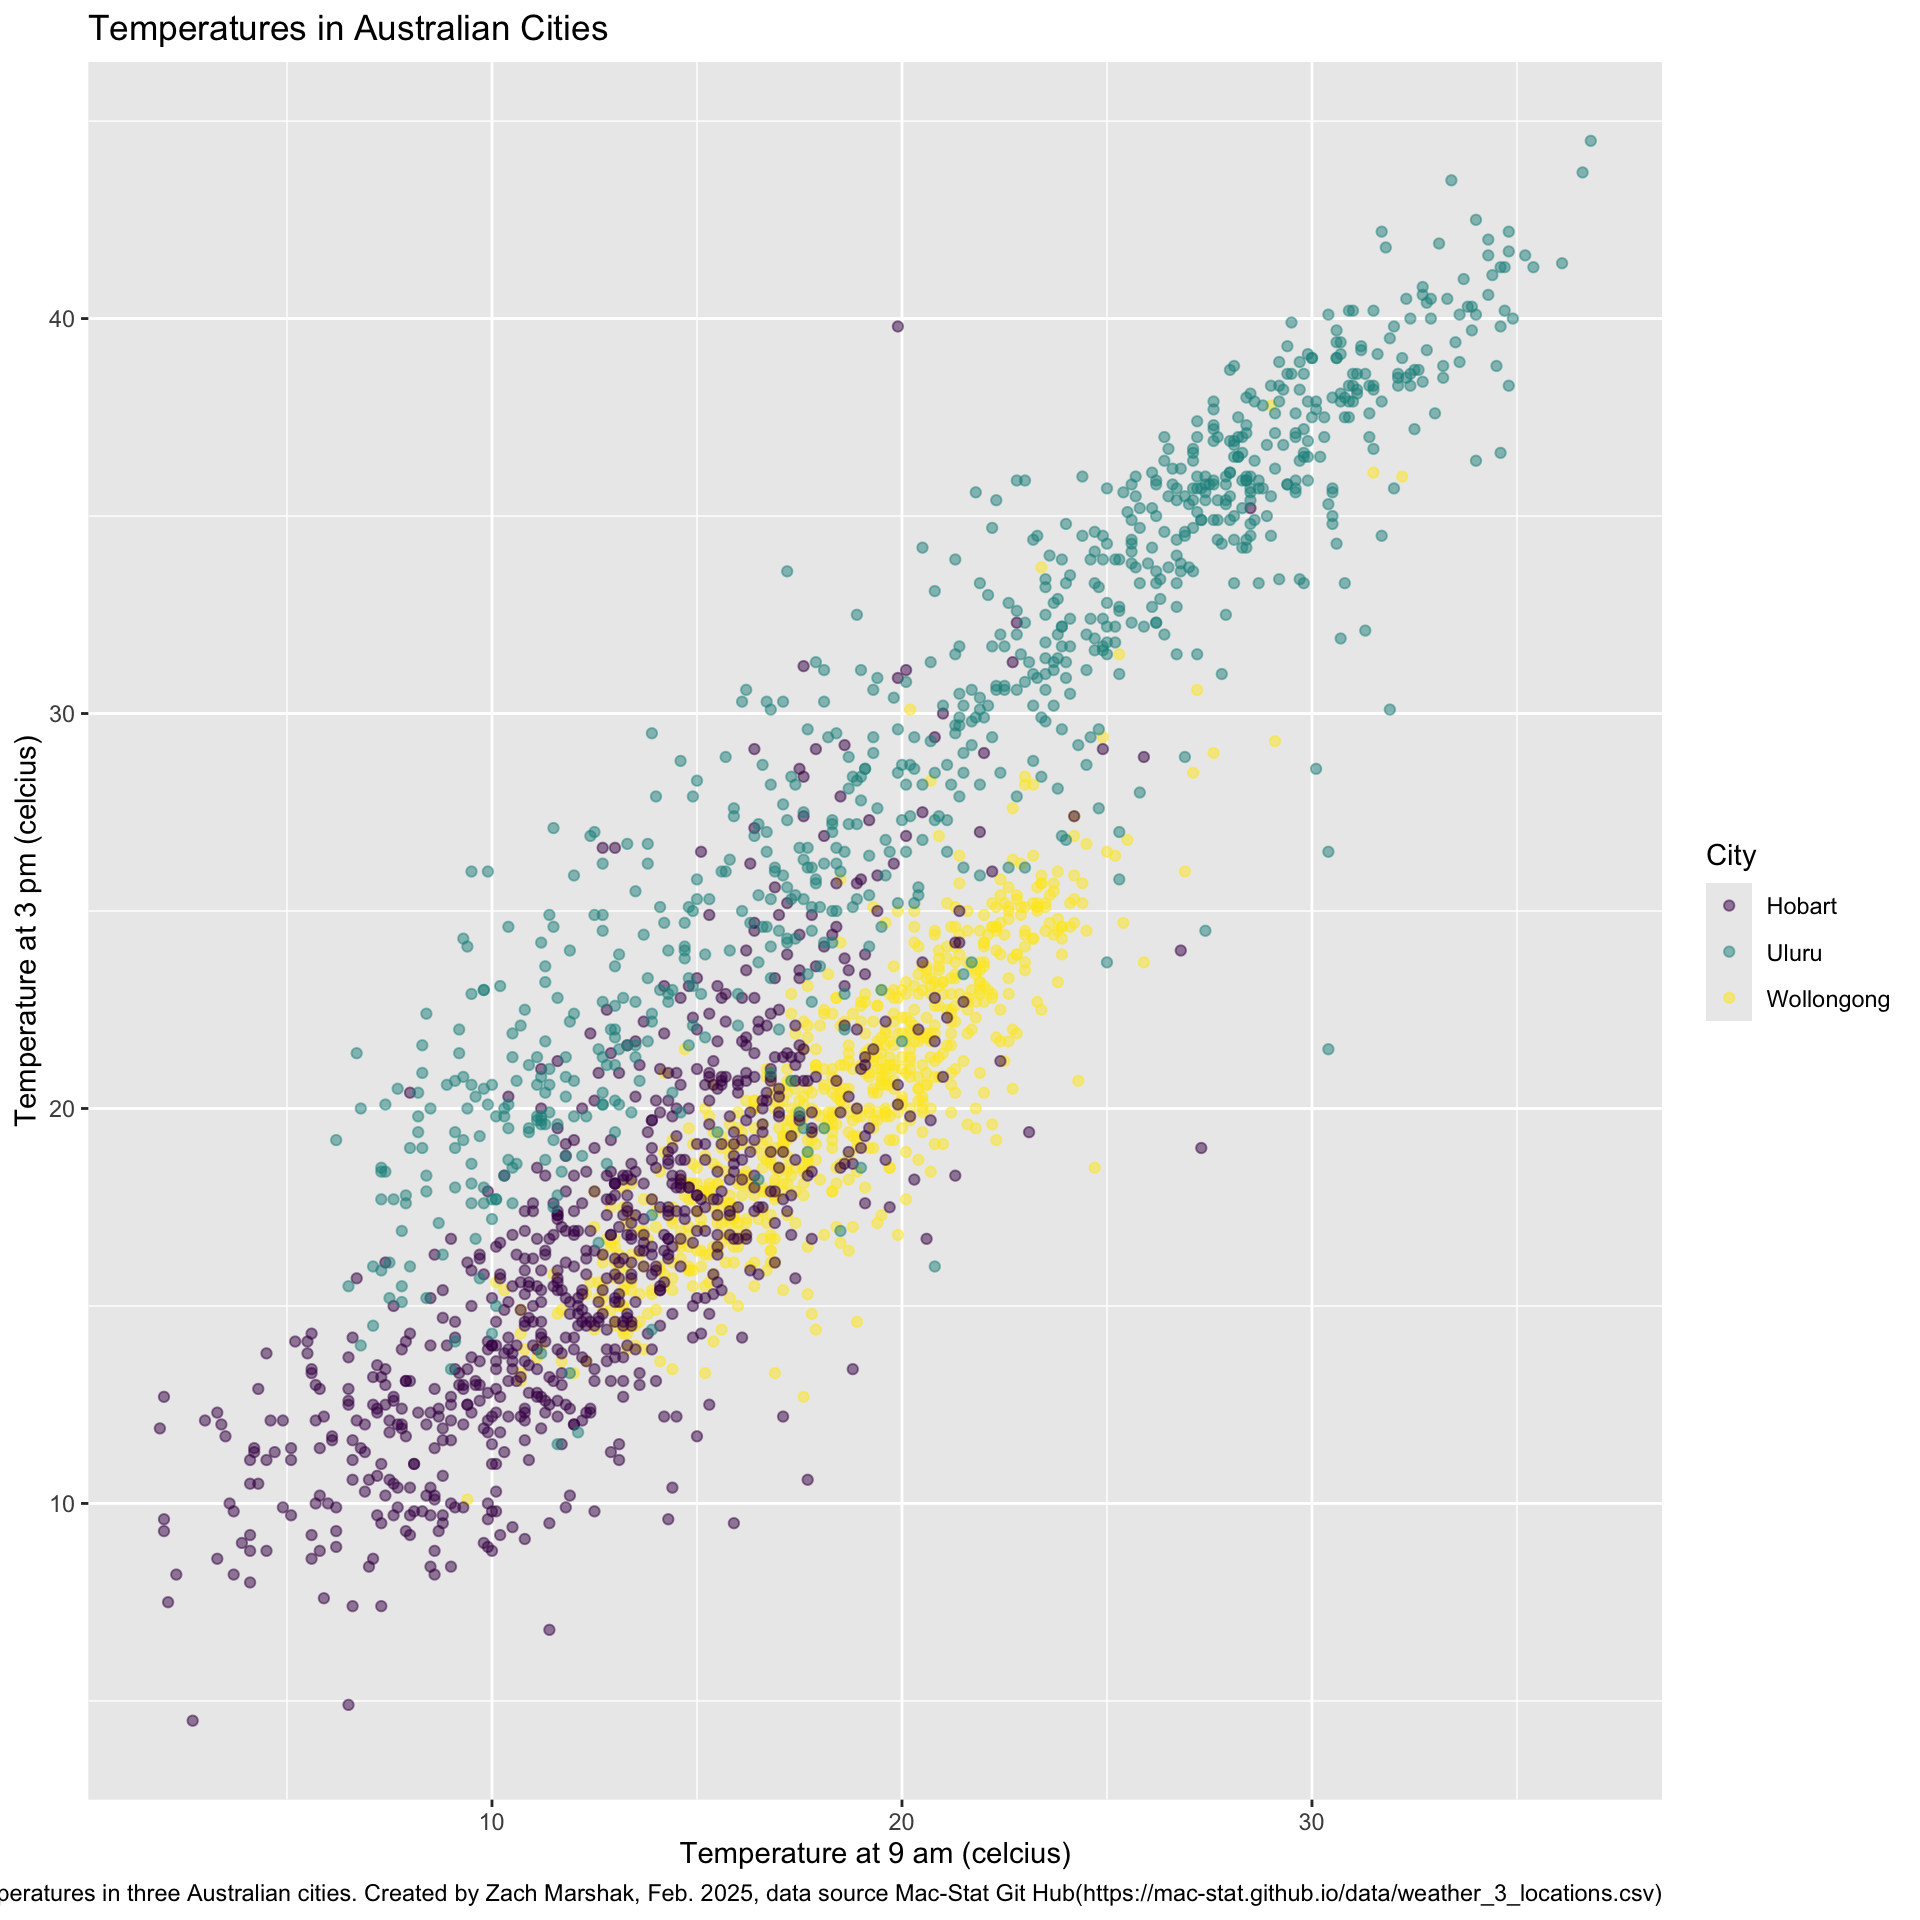 Temperatures in Australian Cities
Temperature at 3 pm (celcius)
40
30
20
10
10
20
30
Temperature at 9 am (celcius)
City
Hobart
Uluru
Wollongong
peratures in three Australian cities. Created by Zach Marshak, Feb. 2025, data source Mac-Stat Git Hub(https://mac-stat.github.io/data/weather_3_locations.csv)